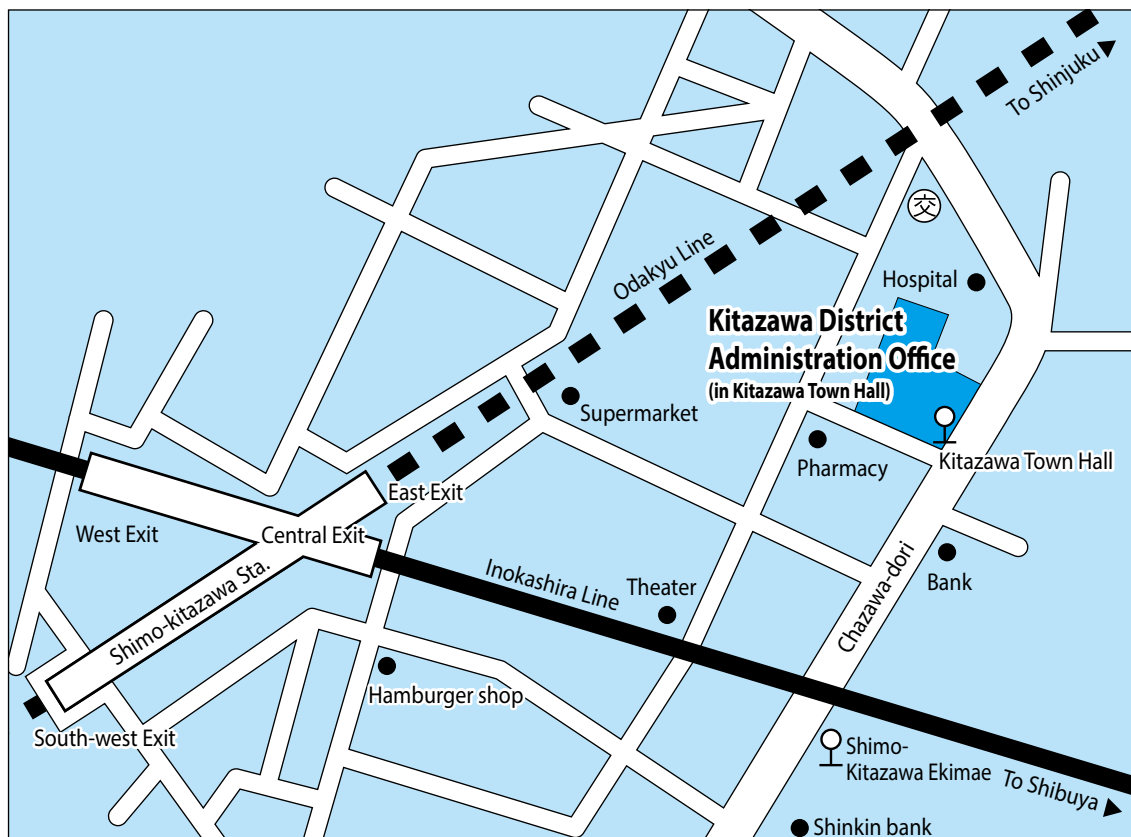 To Shinjuku
交
Odakyu Line
Hospital
Kitazawa District
Administration Office
(in Kitazawa Town Hall)
Supermarket
Pharmacy
Kitazawa Town Hall
East Exit
West Exit
Central Exit
Shimo-kitazawa Sta.
Inokashira Line
Theater
Bank
Chazawa-dori
Hamburger shop
South-west Exit
Shimo-
Kitazawa Ekimae
To Shibuya
Shinkin bank